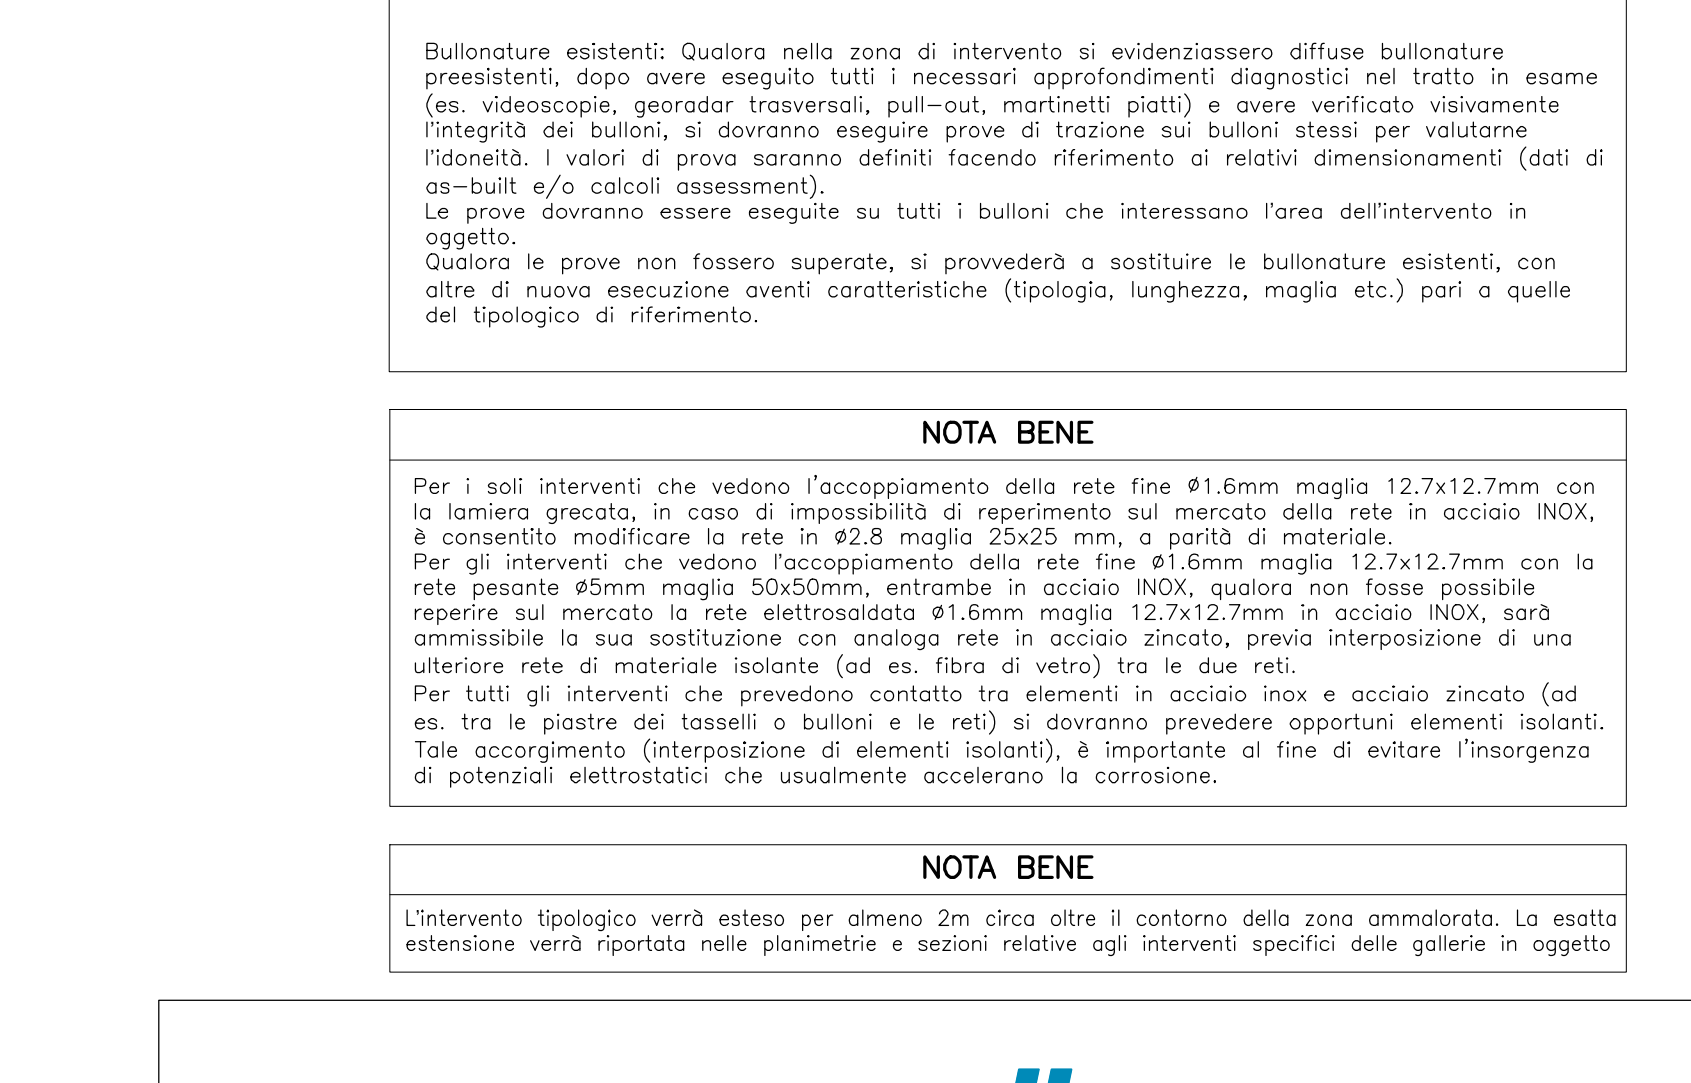 Bullonature esistenti: Qualora nella zona di intervento si evidenziassero diffuse bullonature
preesistenti, dopo avere eseguito tutti i necessari approfondimenti diagnostici nel tratto in esame
(es. videoscopie, georadar trasversali, pull-out, martinetti piatti) e avere verificato visivamente
l'integrità dei bulloni, si dovranno eseguire prove di trazione sui bulloni stessi per valutarne
l'idoneità. I valori di prova saranno definiti facendo riferimento ai relativi dimensionamenti (dati di
as-built e/o calcoli assessment).
Le prove dovranno essere eseguite su tutti i bulloni che interessano l'area dell'intervento in
oggetto.
Qualora le prove non fossero superate, si provvederà a sostituire le bullonature esistenti, con
altre di nuova esecuzione aventi caratteristiche (tipologia, lunghezza, maglia etc.) pari a quelle
del tipologico di riferimento.
NOTA BENE
Per i soli interventi che vedono l'accoppiamento della rete fine Ø1.6mm maglia 12.7x12.7mm con
la lamiera grecata, in caso di impossibilità di reperimento sul mercato della rete in acciaio INOX,
è consentito modificare la rete in Ø2.8 maglia 25x25 mm, a parità di materiale.
Per gli interventi che vedono l'accoppiamento della rete fine Ø1.6mm maglia 12.7x12.7mm con la
rete pesante Ø5mm maglia 50x50mm, entrambe in acciaio INOX, qualora non fosse possibile
reperire sul mercato la rete elettrosaldata Ø1.6mm maglia 12.7x12.7mm in acciaio INOX, sarà
ammissibile la sua sostituzione con analoga rete in acciaio zincato, previa interposizione di una
ulteriore rete di materiale isolante (ad es. fibra di vetro) tra le due reti.
Per tutti gli interventi che prevedono contatto tra elementi in acciaio inox e acciaio zincato (ad
es. tra le piastre dei tasselli o bulloni e le reti) si dovranno prevedere opportuni elementi isolanti.
Tale accorgimento (interposizione di elementi isolanti), è importante al fine di evitare l'insorgenza
di potenziali elettrostatici che usualmente accelerano la corrosione.
NOTA BENE
L'intervento tipologico verrà esteso per almeno 2m circa oltre il contorno della zona ammalorata. La esatta
estensione verrà riportata nelle planimetrie e sezioni relative agli interventi specifici delle gallerie in oggetto